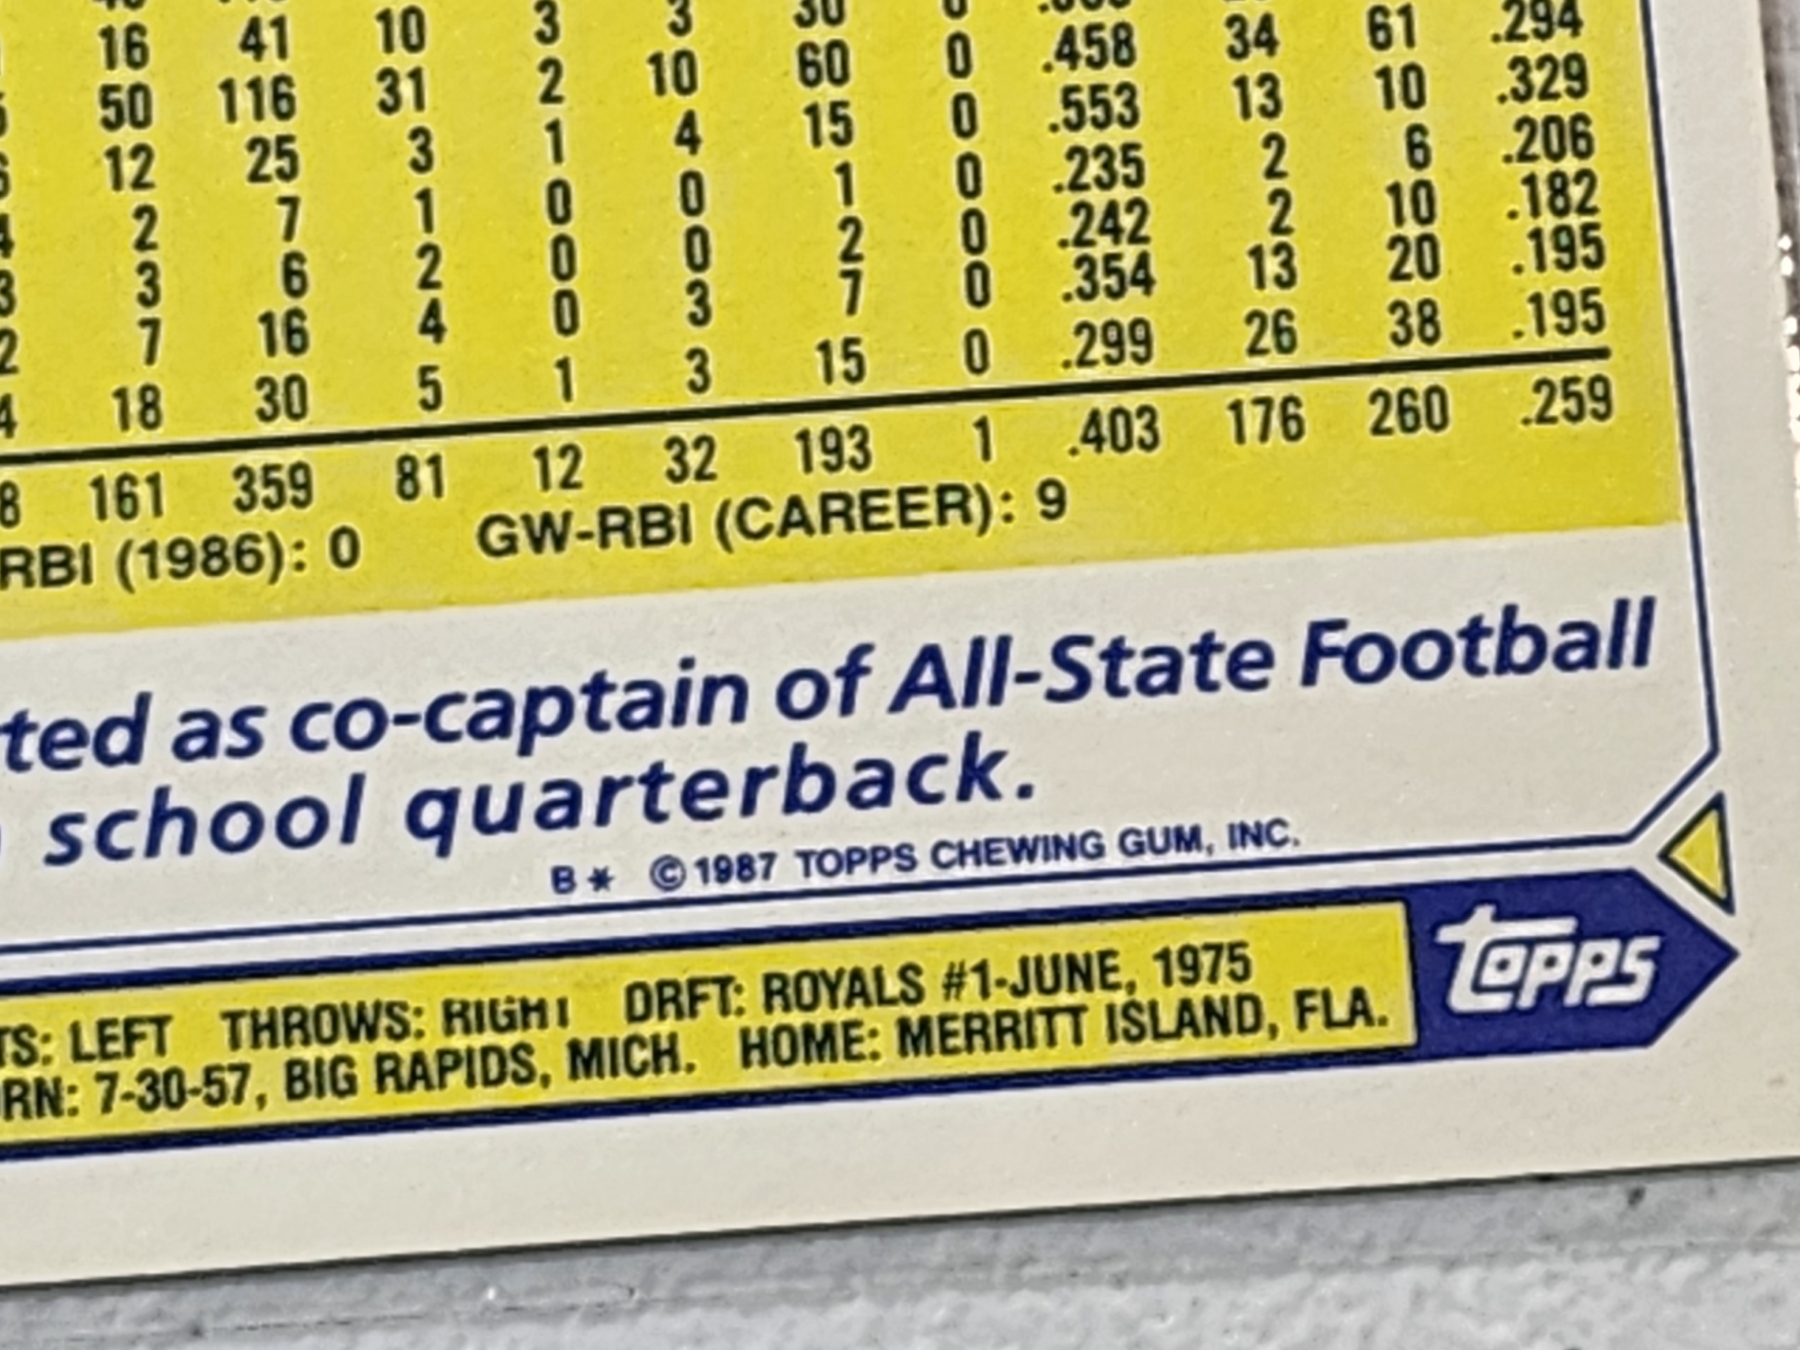 16 41 10 3 3 30 0
50 116 31 2 10 60 0 .458 34 61 .294
12 25 3 1 4 15 0 .553 13 10 .329
4 2 7 1 0 0 1 0 .235 2 6 .206
3 3 6 2 0 0 2 0 .242 2 10 .182
2 7 16 4 0 3 7 0 .354 13 20 .195
4 18 30 5 1 3 15 0 .299 26 38 .195
8 161 359 81 12 32 193 1 .403 176 260 .259
RBI (1986): 0 GW-RBI (CAREER): 9
ted as co-captain of All-State Football
school quarterback.
B* © 1987 TOPPS CHEWING GUM, INC.
TS: LEFT THROWS: RIGHT DRFT: ROYALS #1-JUNE, 1975
RN: 7-30-57, BIG RAPIDS, MICH. HOME: MERRITT ISLAND, FLA.
topps